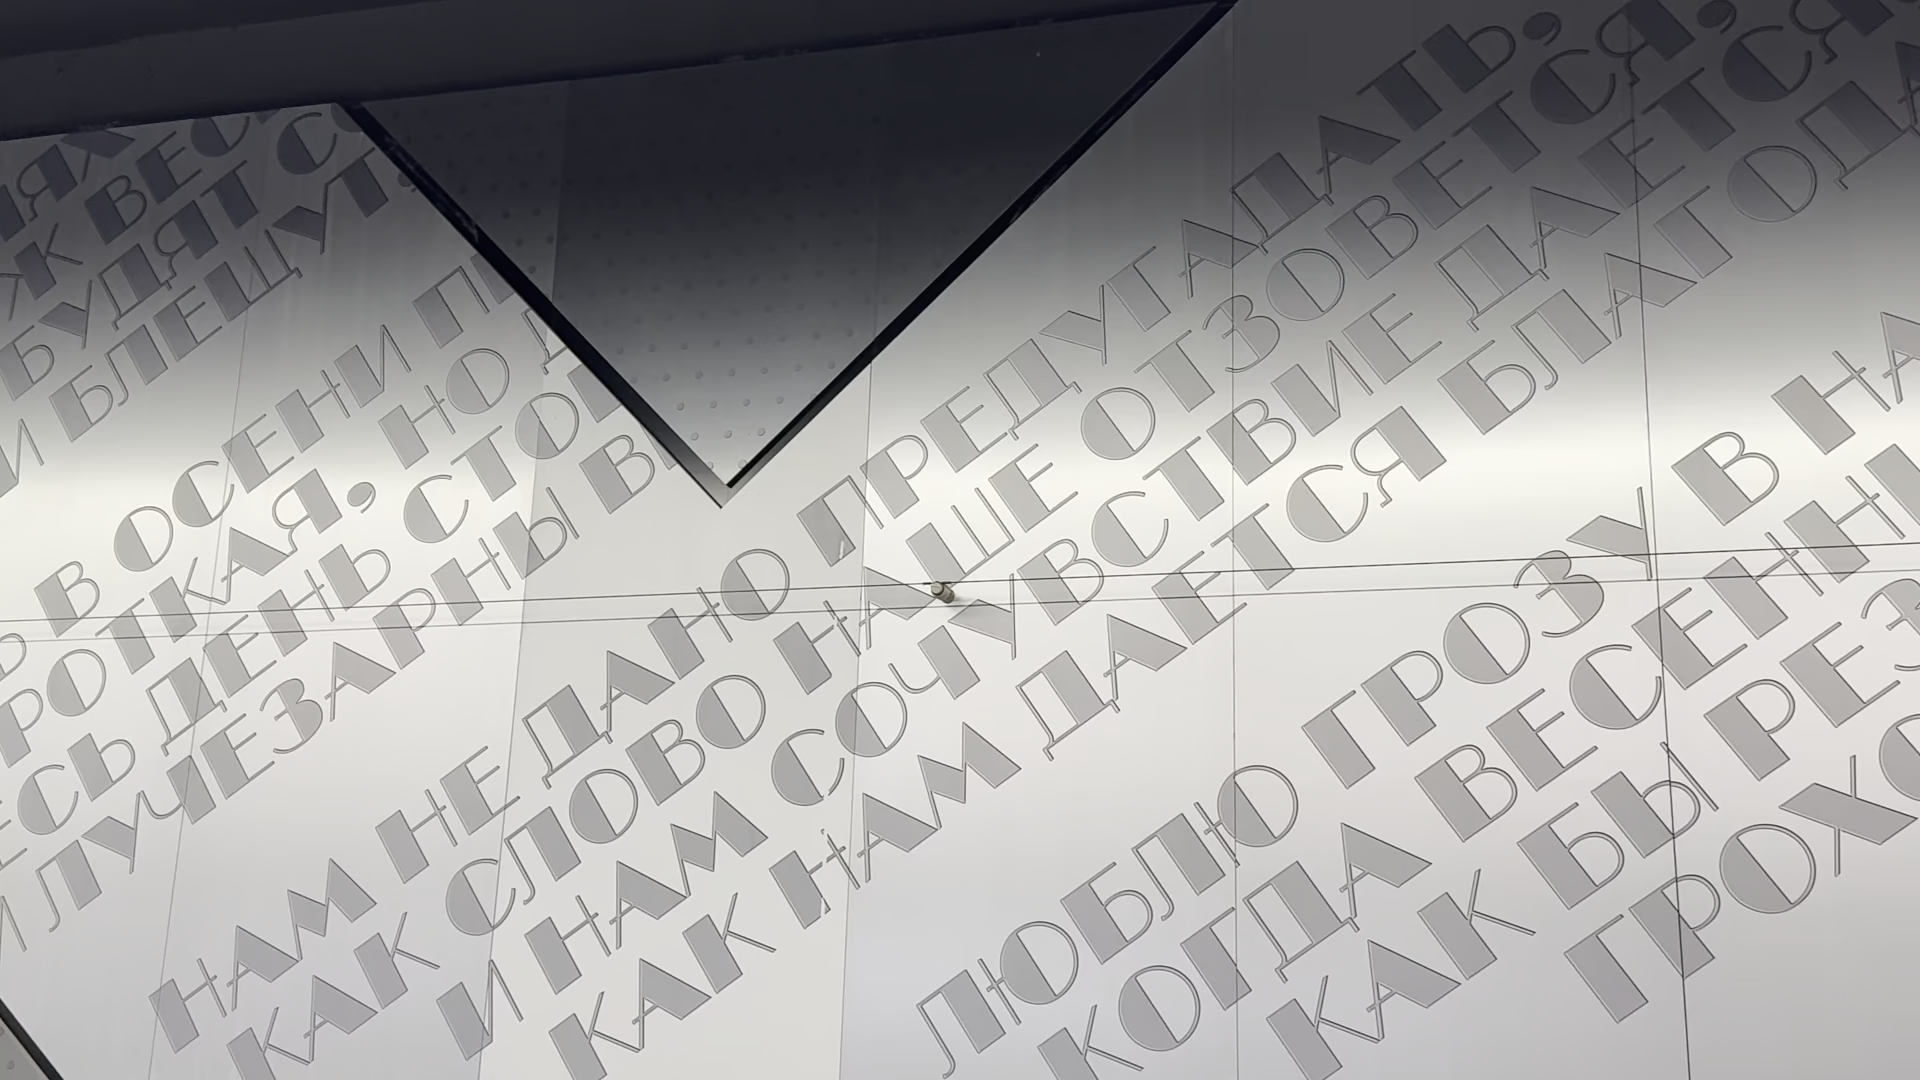 ЯХ
Ж ВЕС
БУДЯТ С
И БЛЕЩУТ,
В ОСЕНИ П
РОТКАЯ, НО Д
ЕСЬ ДЕНЬ СТО
И ЛУЧЕЗАРНЫ В
НАМ НЕ ДАНО ПРЕДУГАДАТЬ,
КАК СЛОВО НАШЕ ОТЗОВЕТСЯ,
И НАМ СОЧУВСТВИЕ ДАЕТСЯ,
КАК НАМ ДАЕТСЯ БЛАГОДА
ЛЮБЛЮ ГРОЗУ В НА
КОГДА ВЕСЕНН
КАК БЫ РЕЗ
ГРОХО